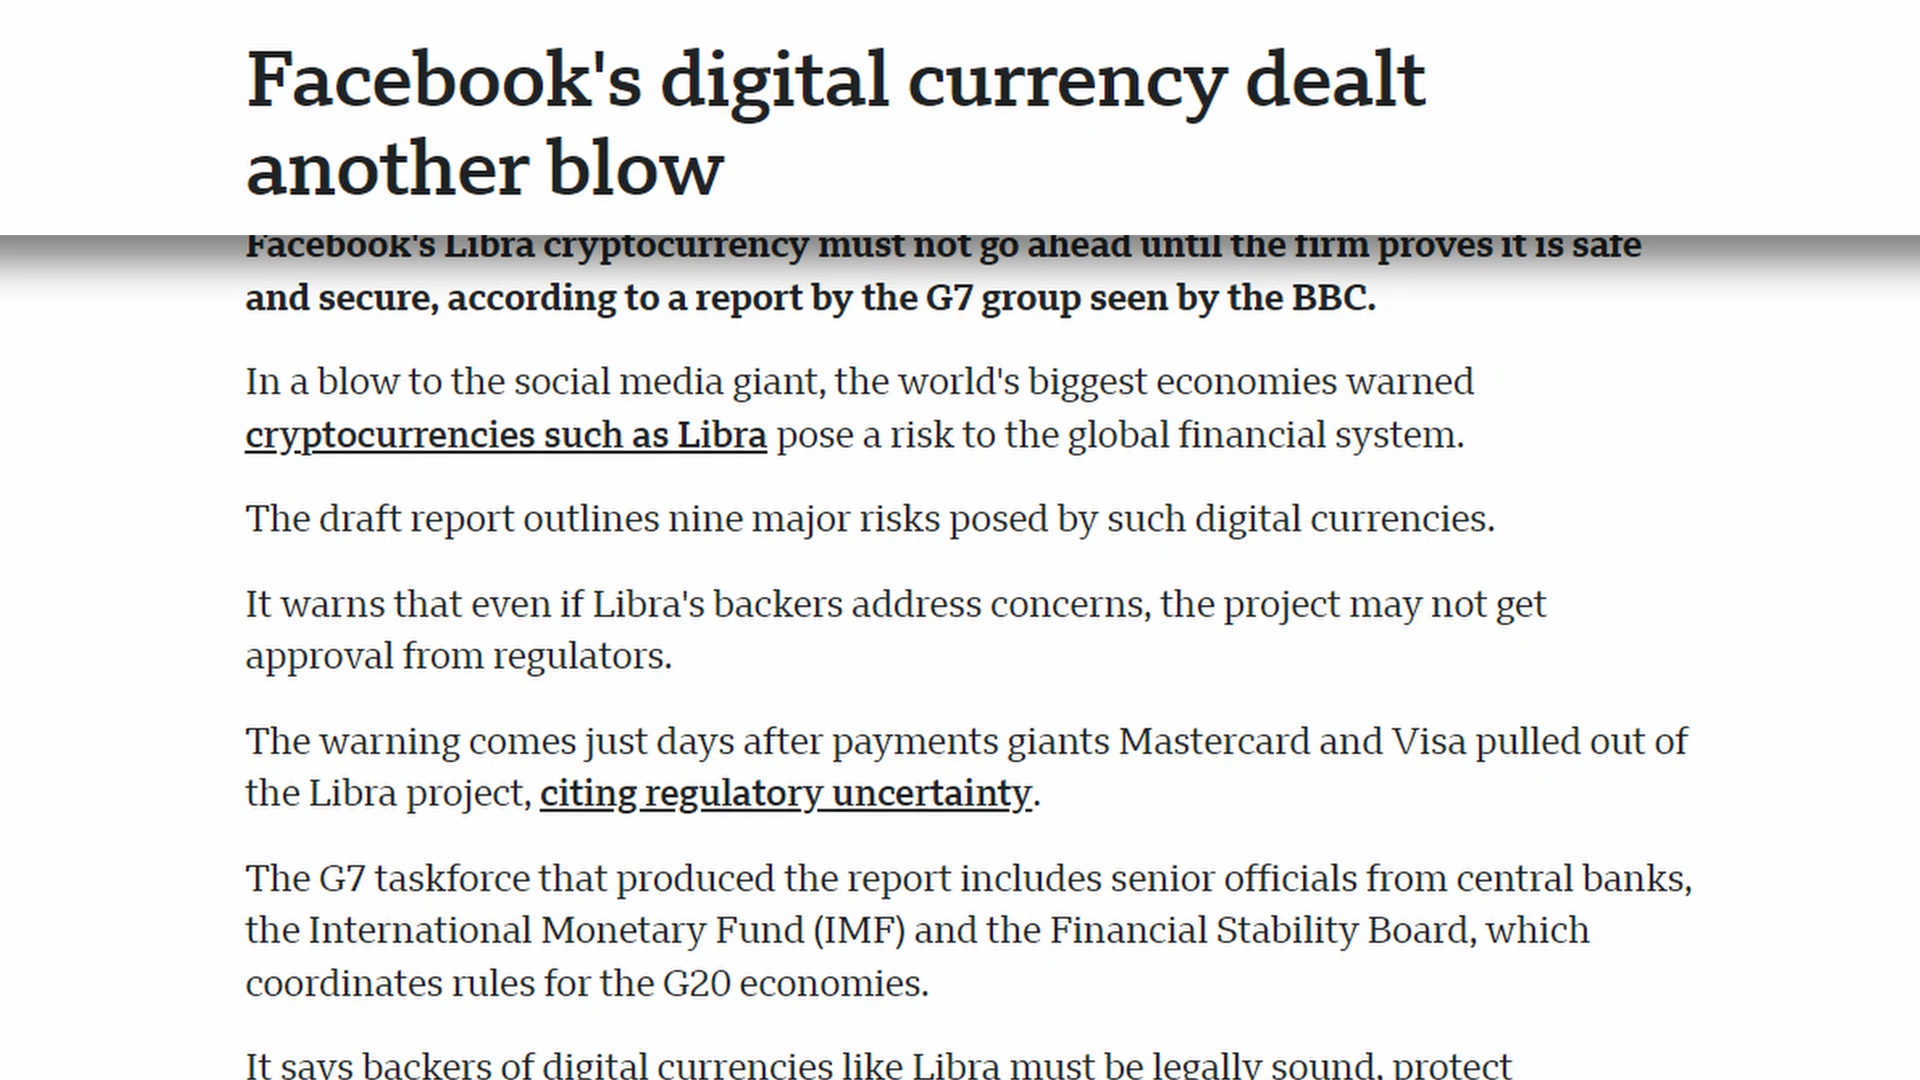 Facebook's digital currency dealt
another blow
Facebook's Libra cryptocurrency must not go ahead until the firm proves it is safe
and secure, according to a report by the G7 group seen by the BBC.
In a blow to the social media giant, the world's biggest economies warned
cryptocurrencies such as Libra pose a risk to the global financial system.
The draft report outlines nine major risks posed by such digital currencies.
It warns that even if Libra's backers address concerns, the project may not get
approval from regulators.
The warning comes just days after payments giants Mastercard and Visa pulled out of
the Libra project, citing regulatory uncertainty.
The G7 taskforce that produced the report includes senior officials from central banks,
the International Monetary Fund (IMF) and the Financial Stability Board, which
coordinates rules for the G20 economies.
It says backers of digital currencies like Libra must be legally sound, protect